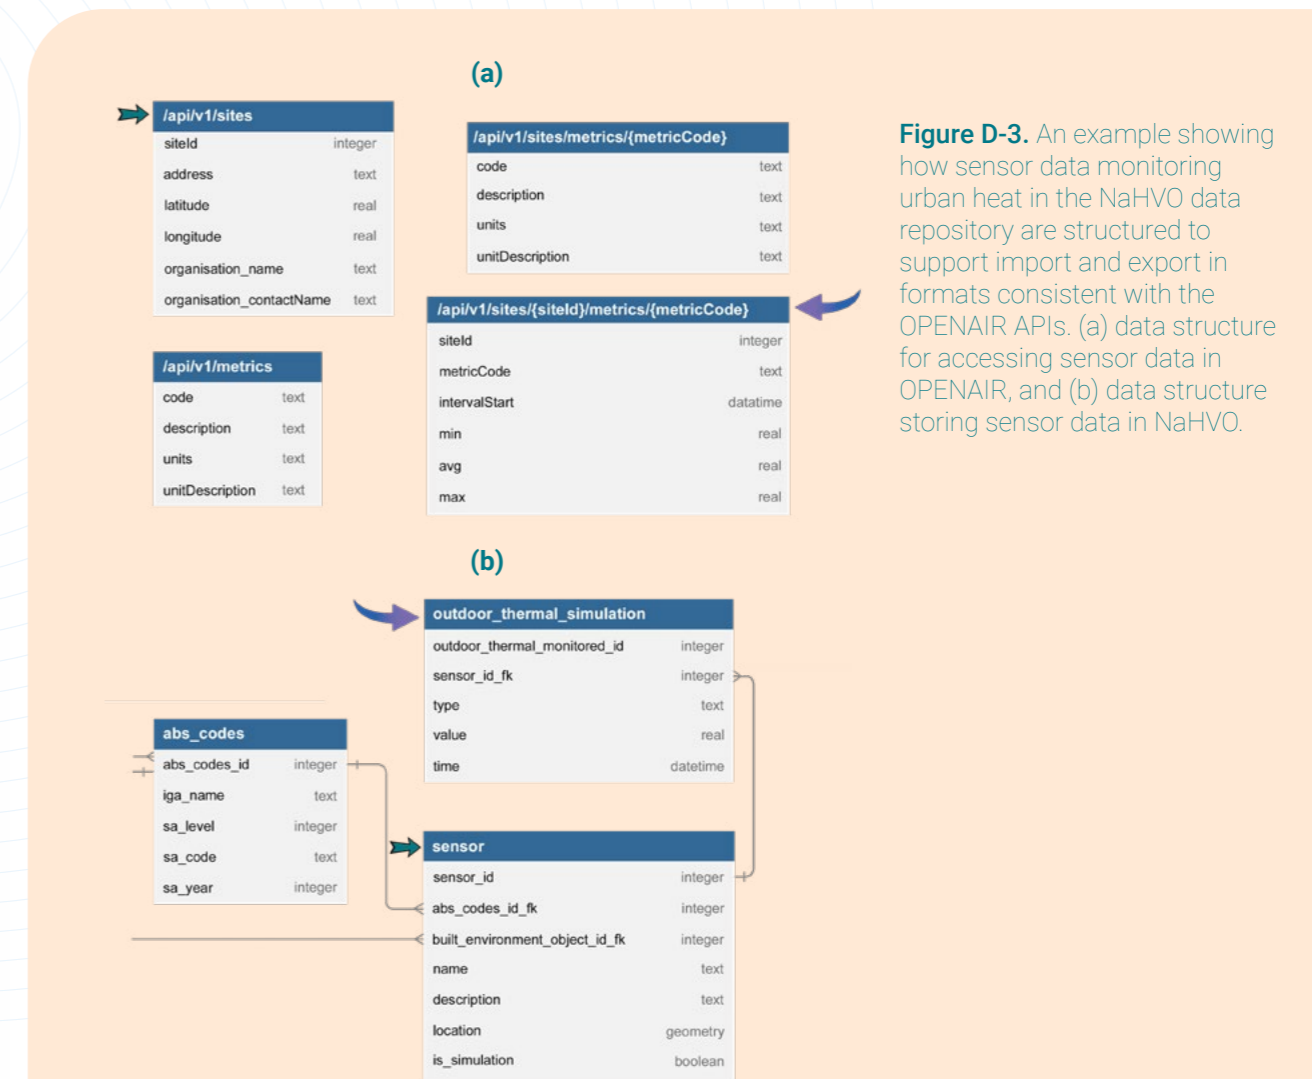 (a)
/api/v1/sites
siteId integer
address text
latitude real
longitude real
organisation_name text
organisation_contactName text
/api/v1/metrics
code text
description text
units text
unitDescription text
/api/v1/sites/metrics/{metricCode}
code text
description text
units text
unitDescription text
/api/v1/sites/{siteId}/metrics/{metricCode}
siteId integer
metricCode text
intervalStart datatime
min real
avg real
max real
Figure D-3. An example showing
how sensor data monitoring
urban heat in the NaHVO data
repository are structured to
support import and export in
formats consistent with the
OPENAIR APIs. (a) data structure
for accessing sensor data in
OPENAIR, and (b) data structure
storing sensor data in NaHVO.
(b)
outdoor_thermal_simulation
outdoor_thermal_monitored_id integer
sensor_id_fk integer
type text
value real
time datetime
abs_codes
abs_codes_id integer
iga_name text
sa_level integer
sa_code text
sa_year integer
sensor
sensor_id integer
abs_codes_id_fk integer
built_environment_object_id_fk integer
name text
description text
location geometry
is_simulation boolean